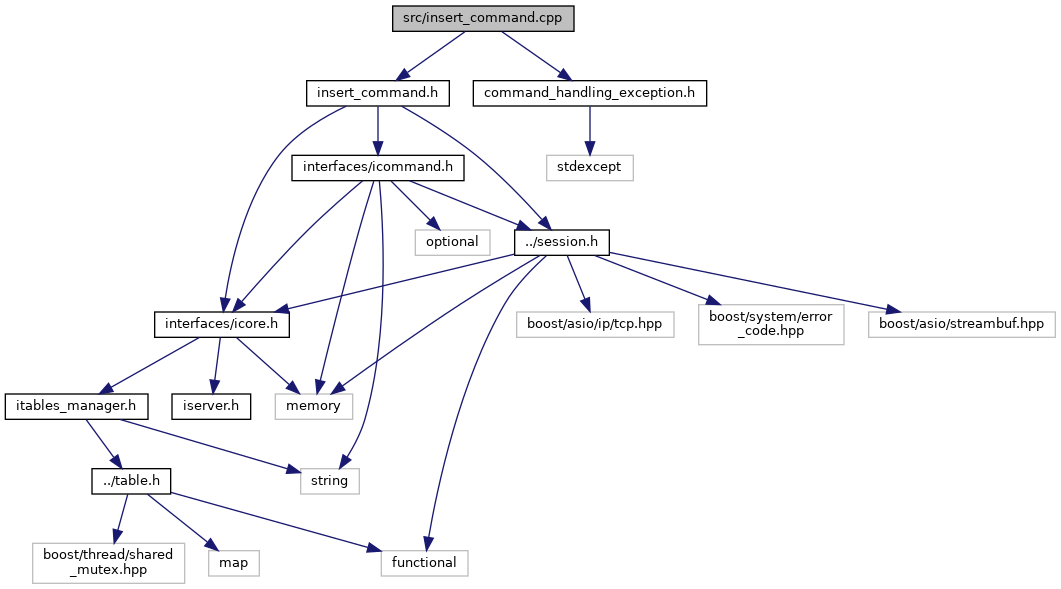 src/insert_command.cpp
insert_command.h
command_handling_exception.h
interfaces/icommand.h
stdexcept
optional
../session.h
interfaces/icore.h
boost/asio/ip/tcp.hpp
boost/system/error
_code.hpp
boost/asio/streambuf.hpp
itables_manager.h
iserver.h
memory
../table.h
string
boost/thread/shared
_mutex.hpp
map
functional